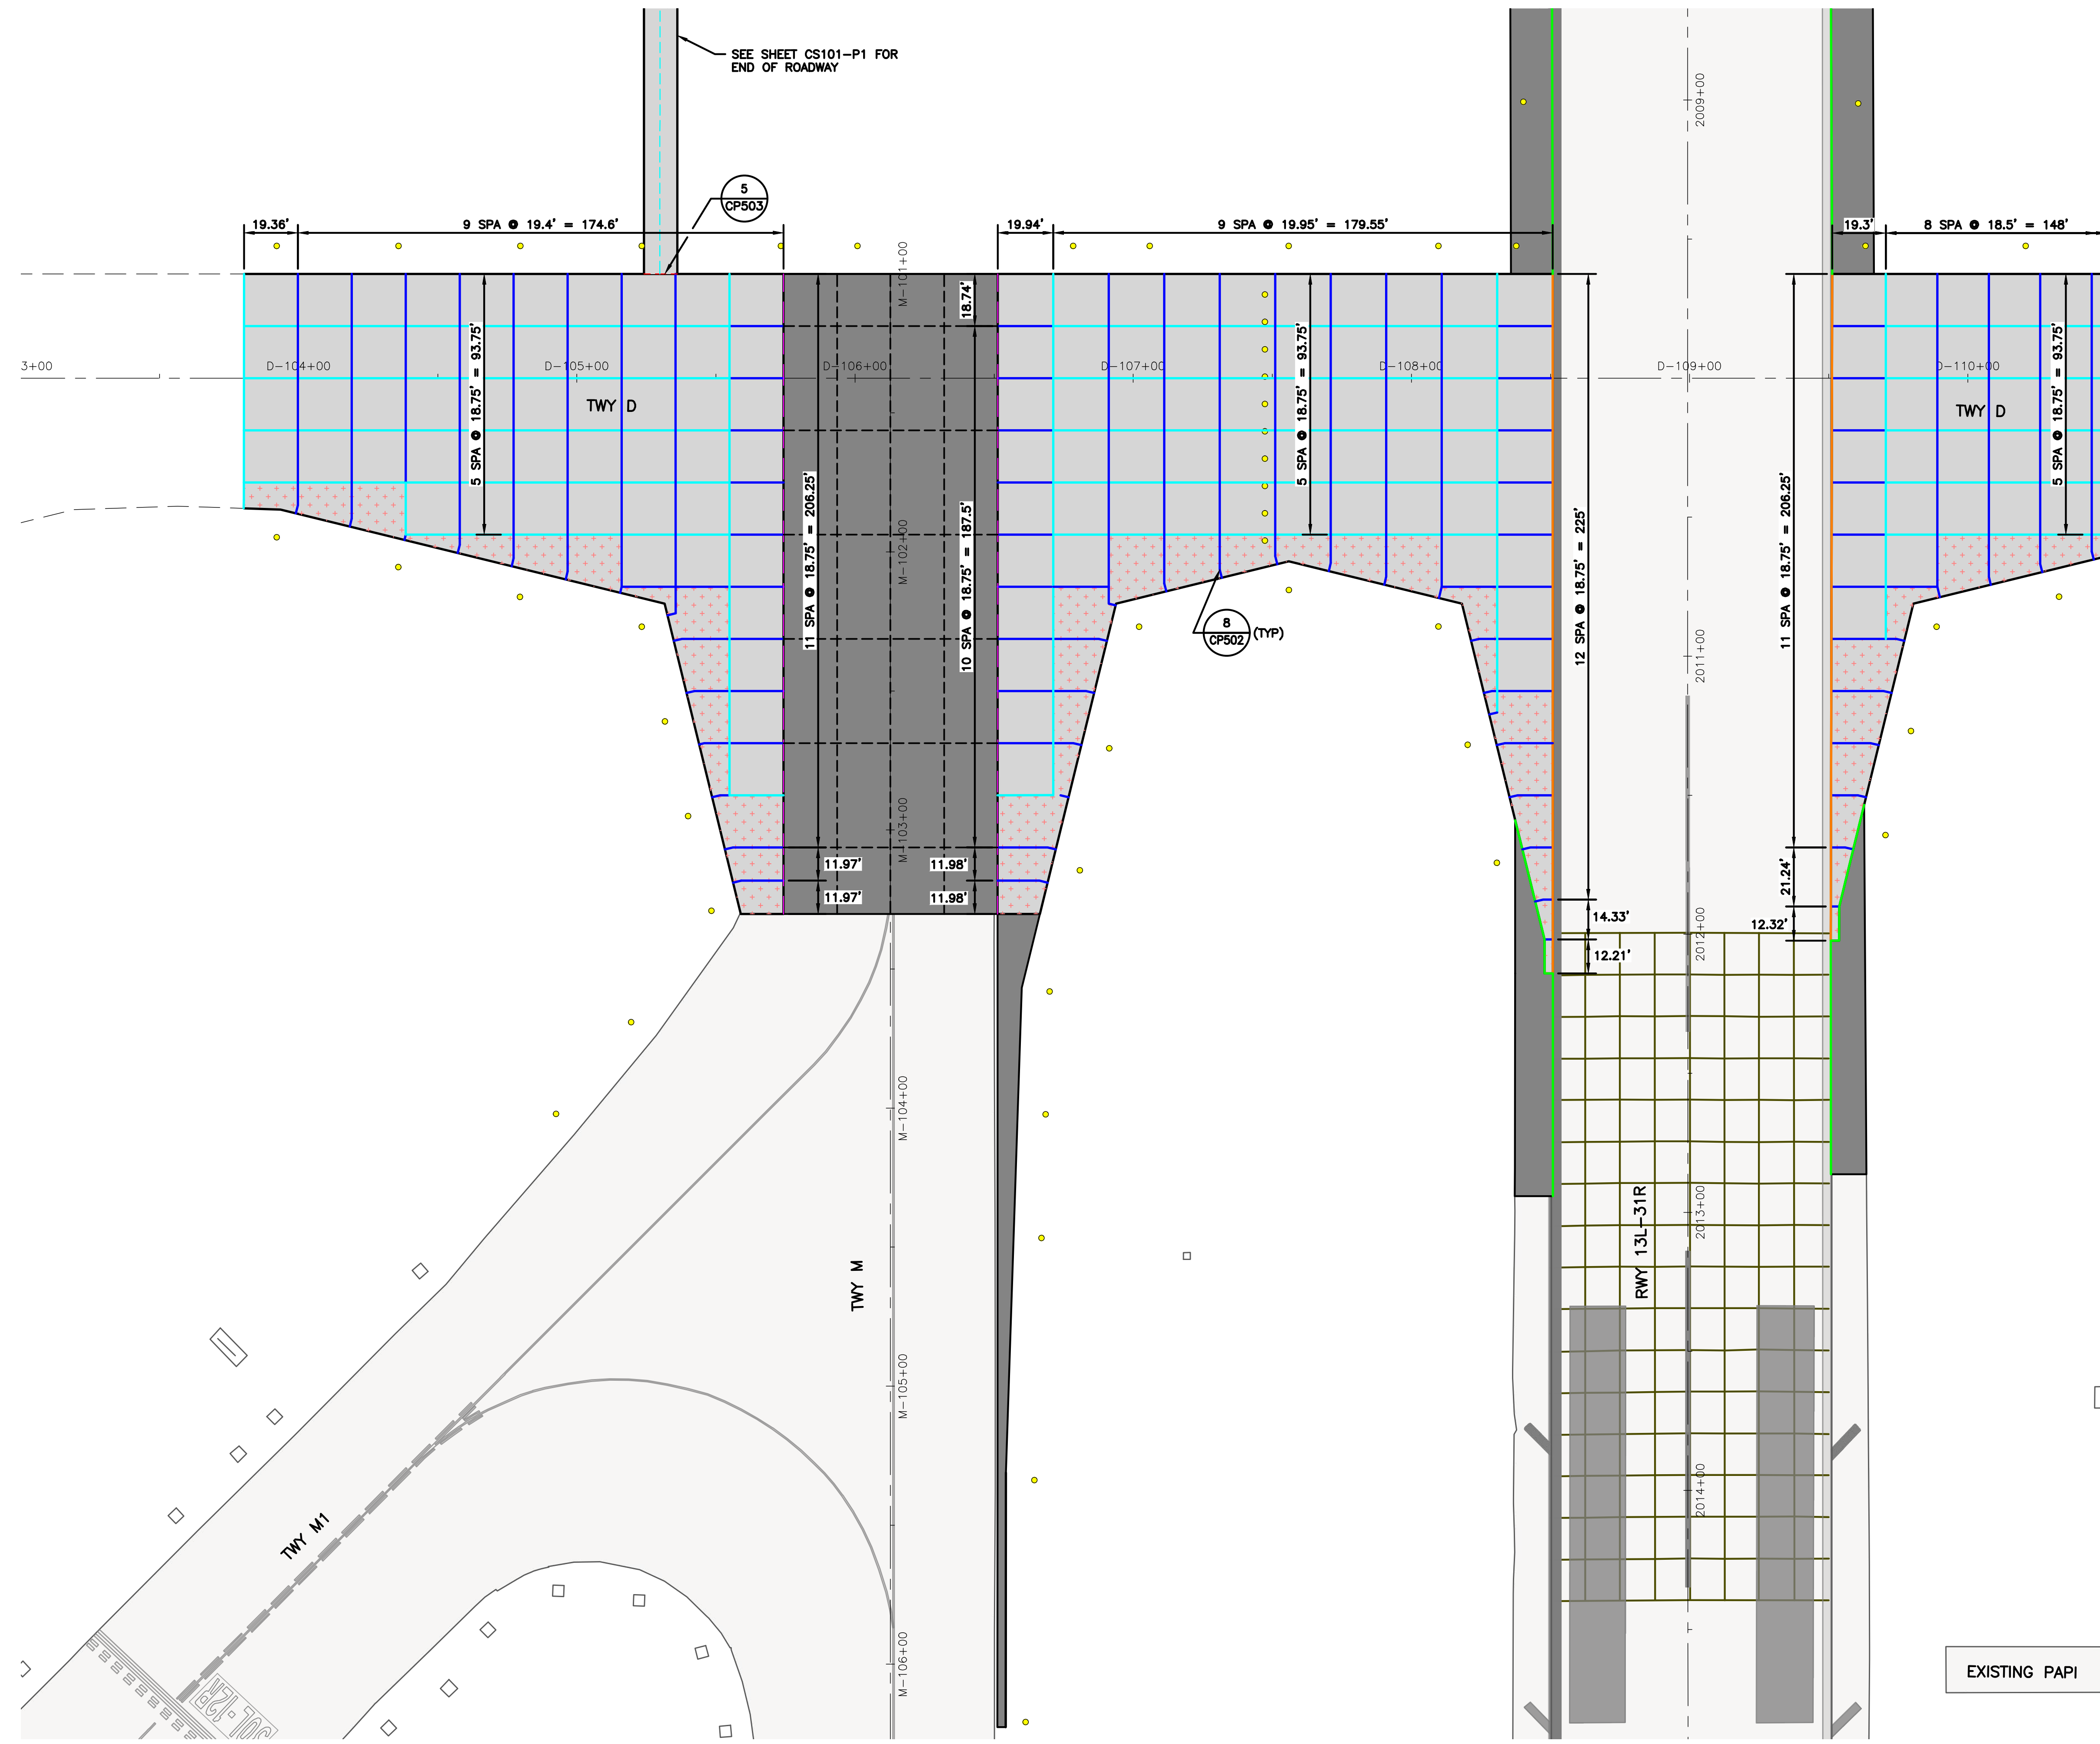 SEE SHEET CS101-P1 FOR
END OF ROADWAY
2009+00
5
CP503
19.36'
9 SPA @ 19.4' = 174.6'
19.94'
9 SPA @ 19.95' = 179.55'
19.3'
8 SPA @ 18.5' = 148'
M-101+00
18.74'
3+00
D-104+00
D-105+00
D-106+00
D-107+00
D-108+00
D-109+00
D-110+00
TWY D
TWY D
5 SPA @ 18.75' = 93.75'
5 SPA @ 18.75' = 93.75'
5 SPA @ 18.75' = 93.75'
11 SPA @ 18.75' = 206.25'
M-102+00
10 SPA @ 18.75' = 187.5'
12 SPA @ 18.75' = 225'
11 SPA @ 18.75' = 206.25'
8
CP502
(TYP)
2011+00
M-103+00
11.97'
11.98'
11.97'
11.98'
21.24'
14.33'
12.32'
12.21'
2012+00
M-104+00
RWY 13L-31R
2013+00
TWY M
M-105+00
2014+00
TWY M1
M-106+00
EXISTING PAPI